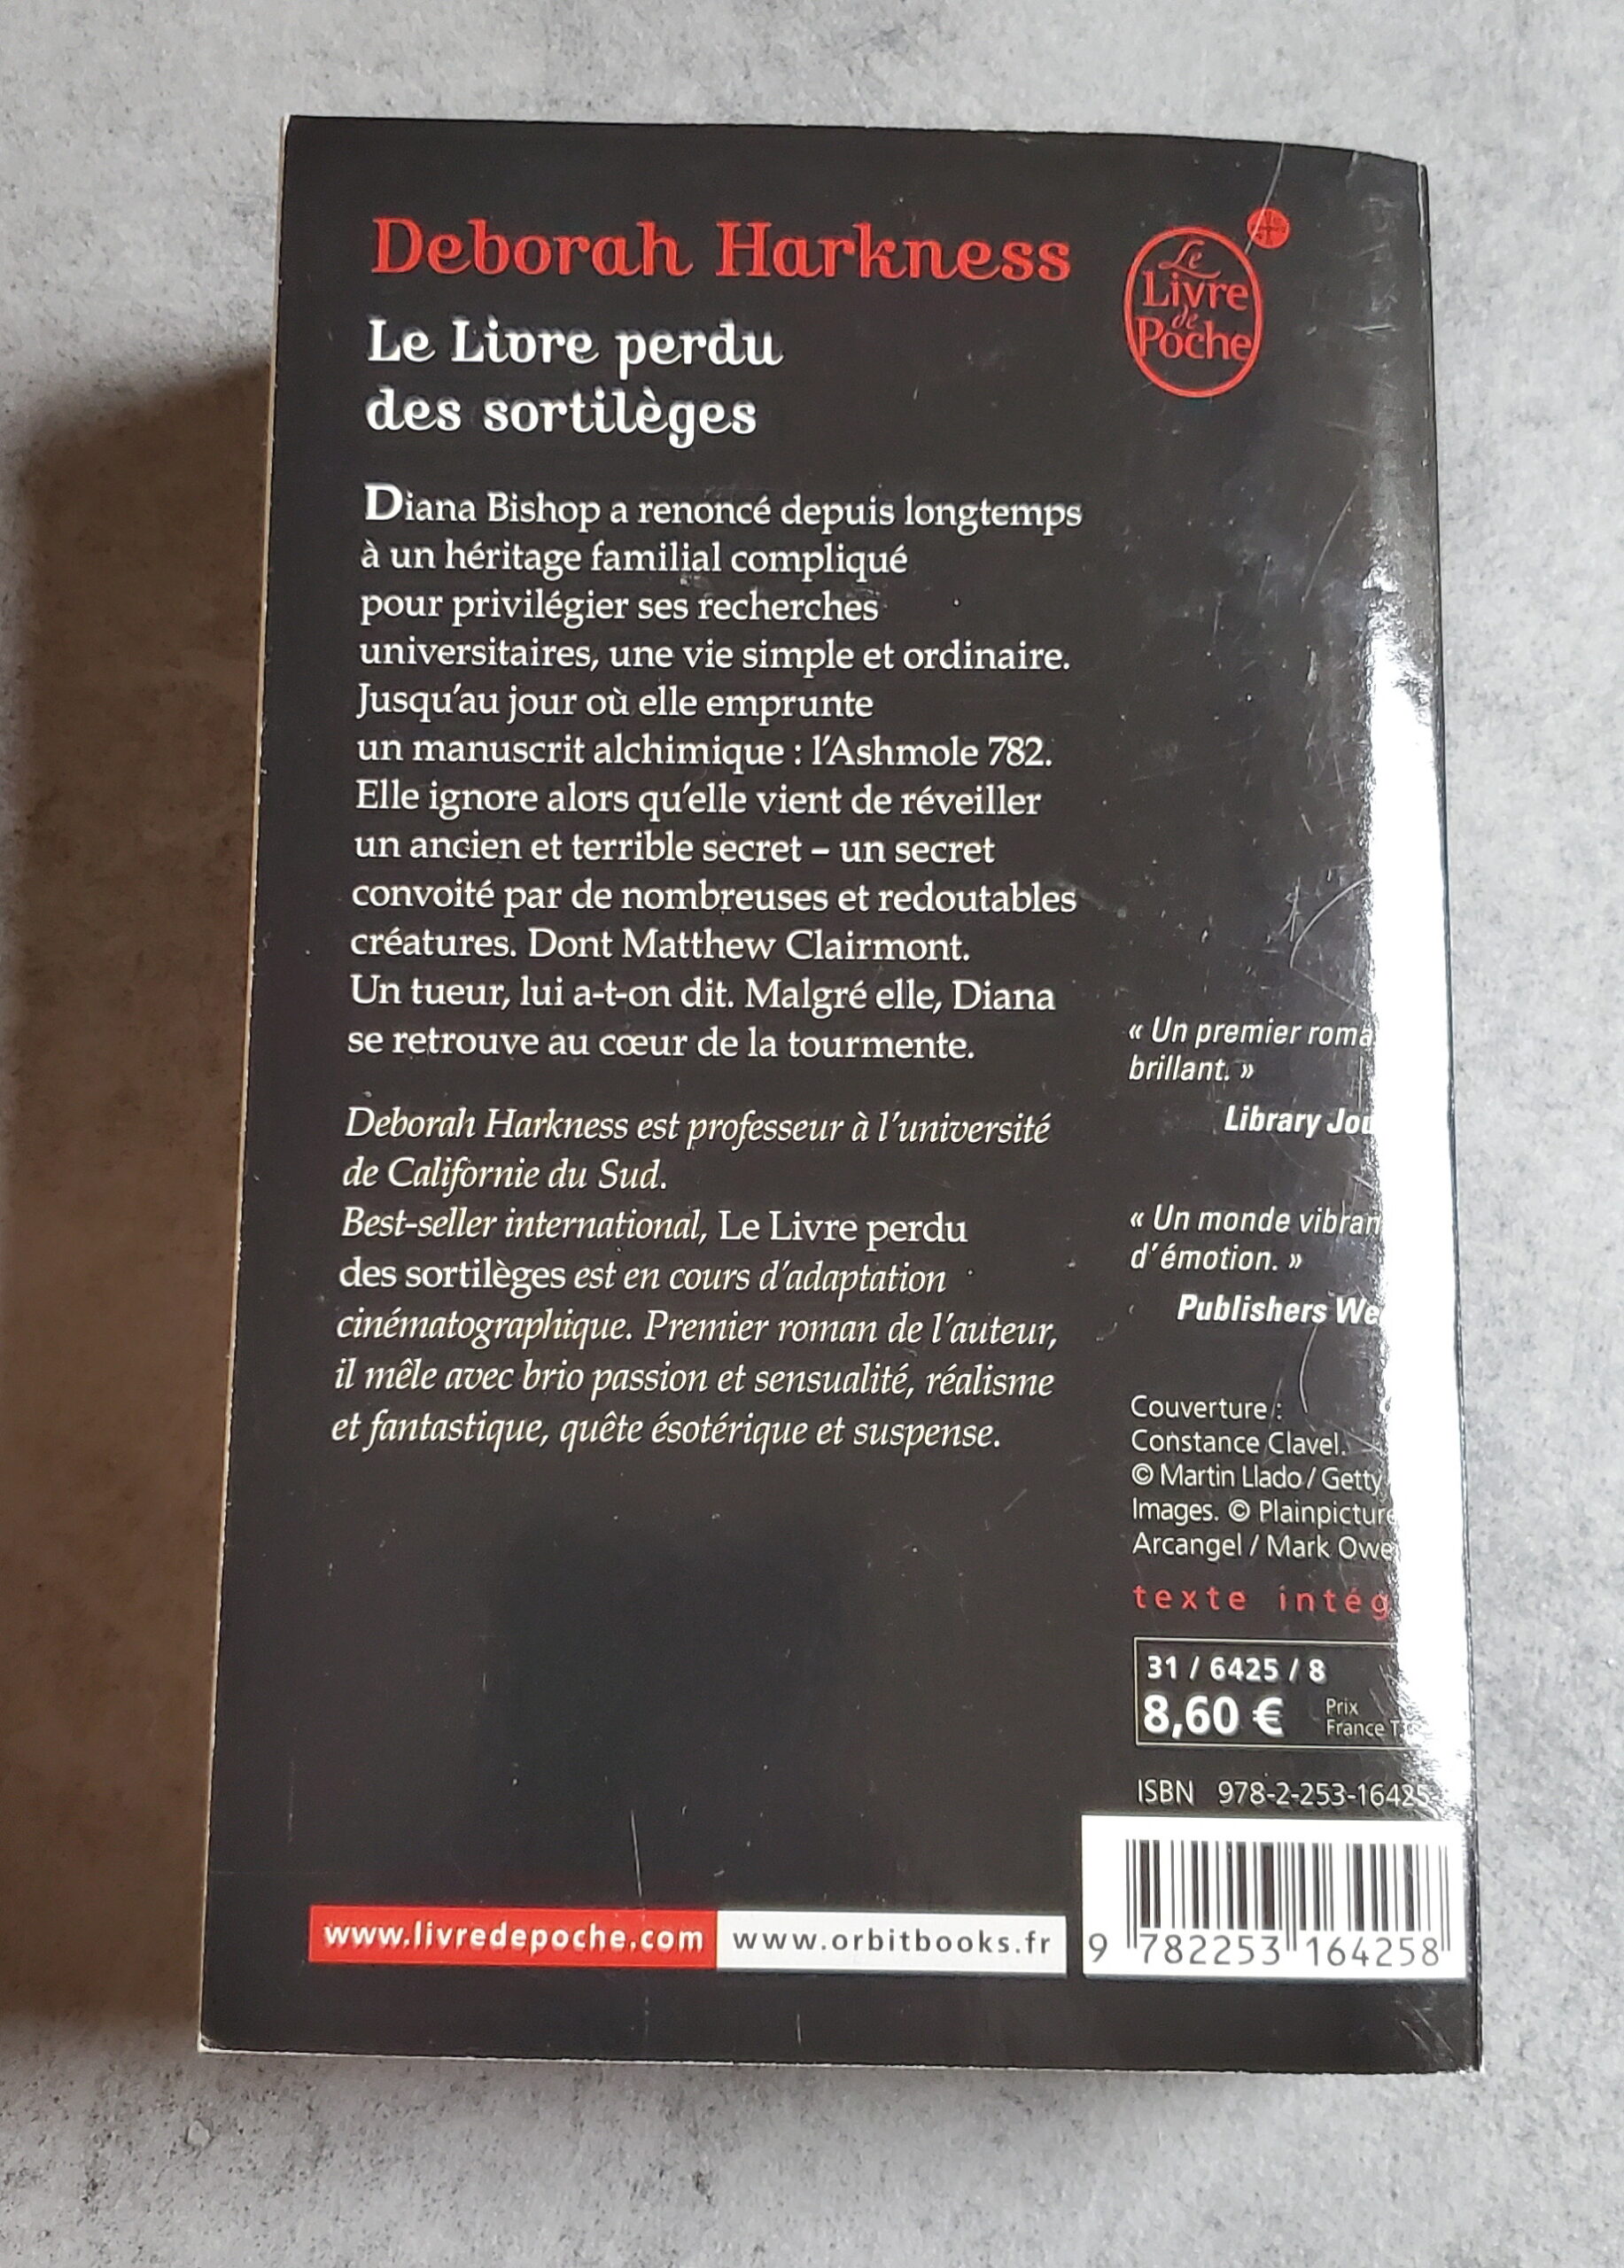 Deborah Harkness
Le Livre perdu
des sortilèges
Le
Livre
de
Poche
Diana Bishop a renoncé depuis longtemps
à un héritage familial compliqué
pour privilégier ses recherches
universitaires, une vie simple et ordinaire.
Jusqu'au jour où elle emprunte
un manuscrit alchimique : l'Ashmole 782.
Elle ignore alors qu'elle vient de réveiller
un ancien et terrible secret – un secret
convoité par de nombreuses et redoutables
créatures. Dont Matthew Clairmont.
Un tueur, lui a-t-on dit. Malgré elle, Diana
se retrouve au cœur de la tourmente.
Deborah Harkness est professeur à l'université
de Californie du Sud.
Best-seller international, Le Livre perdu
des sortilèges est en cours d'adaptation
cinématographique. Premier roman de l'auteur,
il mêle avec brio passion et sensualité, réalisme
et fantastique, quête ésotérique et suspense.
« Un premier
brillant. »
Library
« Un monde
d'émotion. »
Publishers
Couverture :
Constance Clavel.
© Martin Llado / Getty
Images. © Plainpicture
Arcangel / Mark
texte
31 / 6425 / 8
8,60 €
Prix
France
ISBN 978-2-253-16425
9 782253 164258
www.livredepoche.com
www.orbitbooks.fr